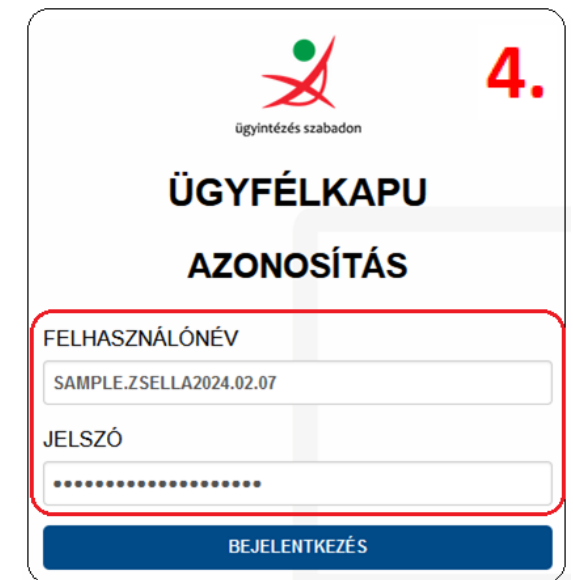 4.
ügyintézés szabadon
ÜGYFÉLKAPU
AZONOSÍTÁS
FELHASZNÁLÓNÉV
SAMPLE.ZSELLA2024.02.07
JELSZÓ
••••••••••••••••••••
BEJELENTKEZÉS